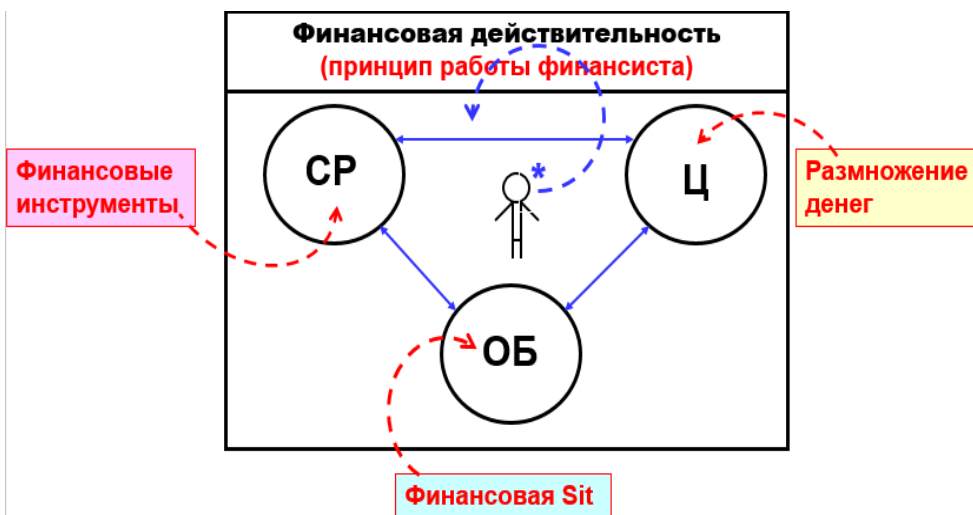 Финансовая действительность
(принцип работы финансиста)
Финансовые
инструменты
СР
*
Ц
Размножение
денег
ОБ
Финансовая Sit